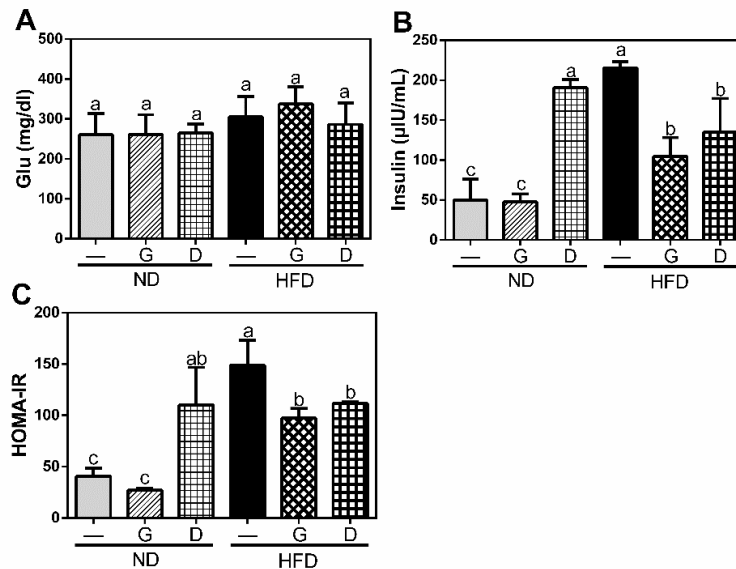 A
Glu (mg/dl)
500
400
300
200
100
0
a a a a a a
— G D — G D
ND HFD
B
Insulin (μIU/mL)
250
200
150
100
50
0
c c a a b b
— G D — G D
ND HFD
C
HOMA-IR
200
150
100
50
0
c c ab a b b
— G D — G D
ND HFD